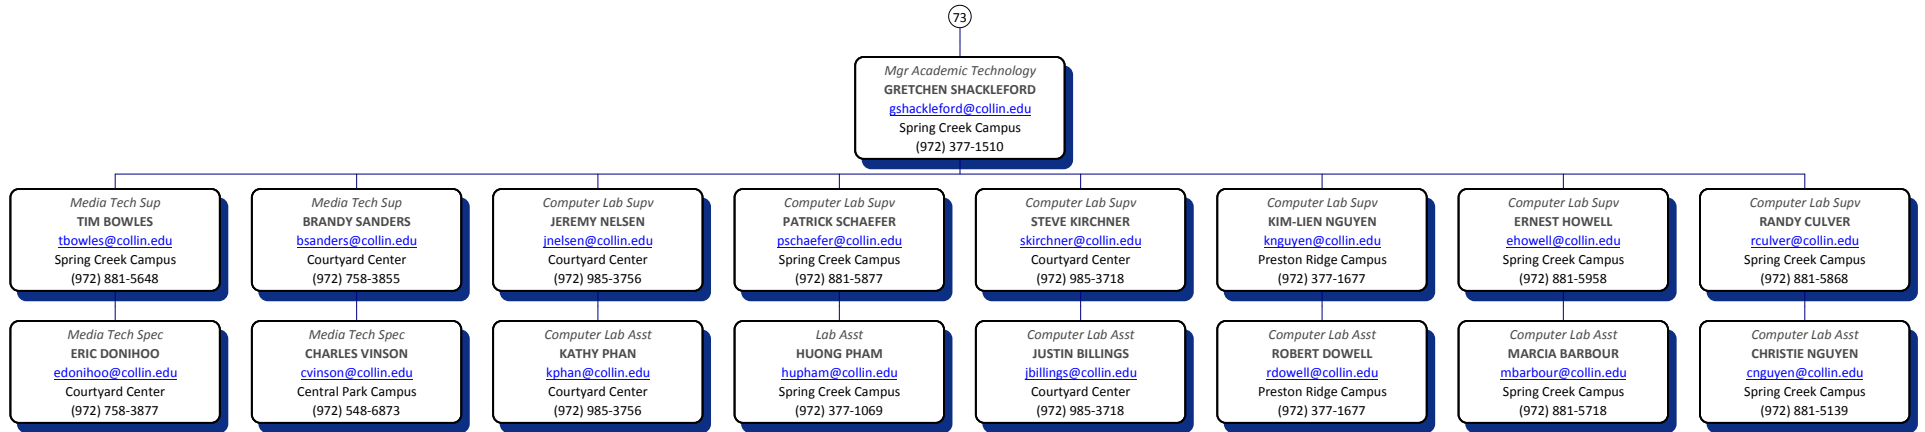 73
Mgr Academic Technology
GRETCHEN SHACKLEFORD
gshackleford@collin.edu
Spring Creek Campus
(972) 377-1510
Media Tech Sup
TIM BOWLES
tbowles@collin.edu
Spring Creek Campus
(972) 881-5648
Media Tech Sup
BRANDY SANDERS
bsanders@collin.edu
Courtyard Center
(972) 758-3855
Computer Lab Supv
JEREMY NELSEN
jnelsen@collin.edu
Courtyard Center
(972) 985-3756
Computer Lab Supv
PATRICK SCHAEFER
pschaefer@collin.edu
Spring Creek Campus
(972) 881-5877
Computer Lab Supv
STEVE KIRCHNER
skirchner@collin.edu
Courtyard Center
(972) 985-3718
Computer Lab Supv
KIM-LIEN NGUYEN
knguyen@collin.edu
Preston Ridge Campus
(972) 377-1677
Computer Lab Supv
ERNEST HOWELL
ehowell@collin.edu
Spring Creek Campus
(972) 881-5958
Computer Lab Supv
RANDY CULVER
rculver@collin.edu
Spring Creek Campus
(972) 881-5868
Media Tech Spec
ERIC DONIHOO
edonihoo@collin.edu
Courtyard Center
(972) 758-3877
Media Tech Spec
CHARLES VINSON
cvinson@collin.edu
Central Park Campus
(972) 548-6873
Computer Lab Asst
KATHY PHAN
kphan@collin.edu
Courtyard Center
(972) 985-3756
Lab Asst
HUONG PHAM
hupham@collin.edu
Spring Creek Campus
(972) 377-1069
Computer Lab Asst
JUSTIN BILLINGS
jbillings@collin.edu
Courtyard Center
(972) 985-3718
Computer Lab Asst
ROBERT DOWELL
rdowell@collin.edu
Preston Ridge Campus
(972) 377-1677
Computer Lab Asst
MARCIA BARBOUR
mbarbour@collin.edu
Spring Creek Campus
(972) 881-5718
Computer Lab Asst
CHRISTIE NGUYEN
cnguyen@collin.edu
Spring Creek Campus
(972) 881-5139